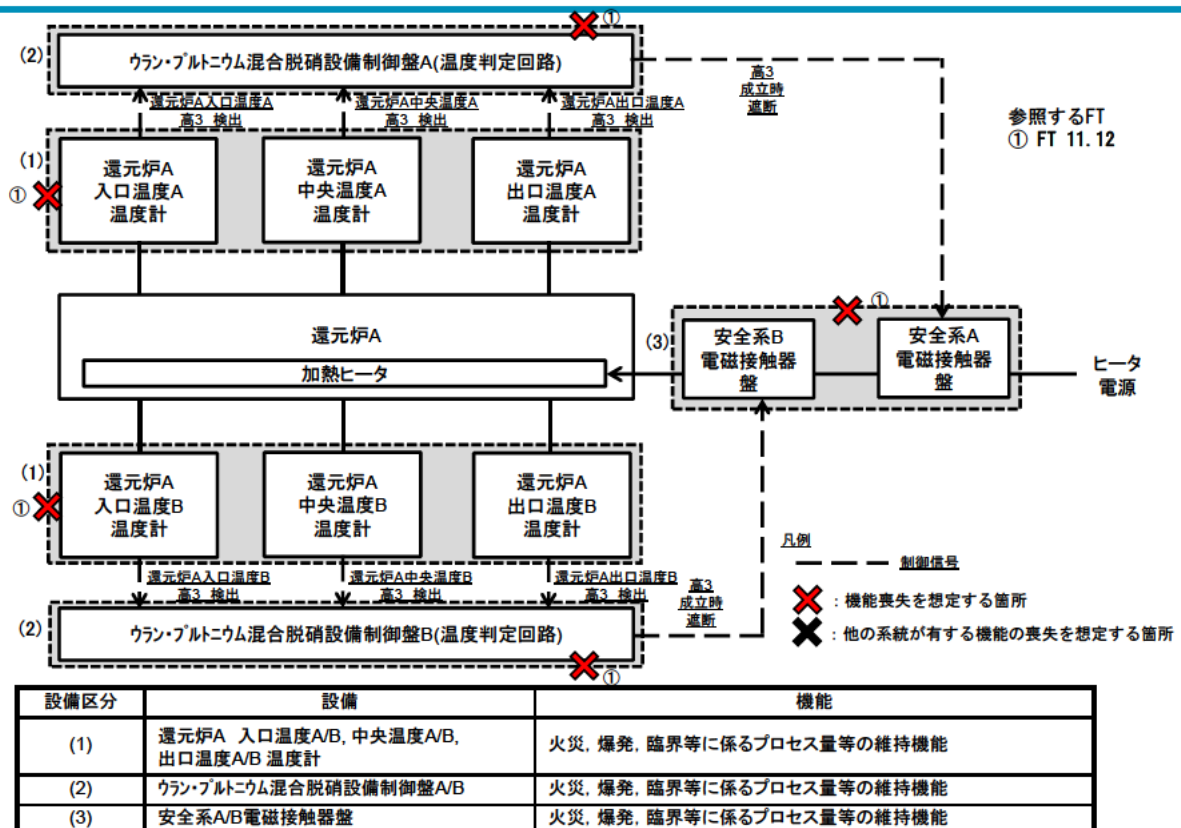 ①
(2)
ウラン・プルトニウム混合脱硝設備制御盤A(温度判定回路)
高3
成立時
遮断
還元炉A入口温度A
高3 検出
還元炉A中央温度A
高3 検出
還元炉A出口温度A
高3 検出
参照するFT
① FT 11.12
(1)
①
還元炉A
入口温度A
温度計
還元炉A
中央温度A
温度計
還元炉A
出口温度A
温度計
還元炉A
加熱ヒータ
(3)
①
安全系B
電磁接触器
盤
安全系A
電磁接触器
盤
ヒータ
電源
(1)
①
還元炉A
入口温度B
温度計
還元炉A
中央温度B
温度計
還元炉A
出口温度B
温度計
還元炉A入口温度B
高3 検出
還元炉A中央温度B
高3 検出
還元炉A出口温度B
高3 検出
高3
成立時
遮断
(2)
ウラン・プルトニウム混合脱硝設備制御盤B(温度判定回路)
①
凡例
制御信号
：機能喪失を想定する箇所
：他の系統が有する機能の喪失を想定する箇所
設備区分 設備 機能
(1) 還元炉A 入口温度A/B, 中央温度A/B, 火災, 爆発, 臨界等に係るプロセス量等の維持機能
出口温度A/B 温度計
(2) ウラン・プルトニウム混合脱硝設備制御盤A/B 火災, 爆発, 臨界等に係るプロセス量等の維持機能
(3) 安全系A/B電磁接触器盤 火災, 爆発, 臨界等に係るプロセス量等の維持機能